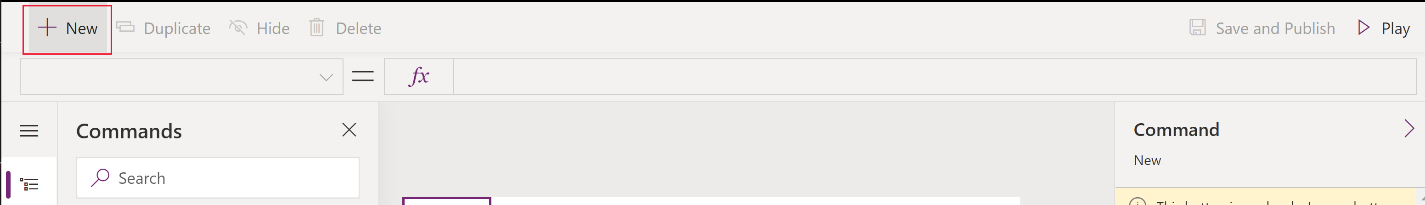 New Duplicate Hide Delete Save and Publish Play
= fx
Commands
Command
New
Search